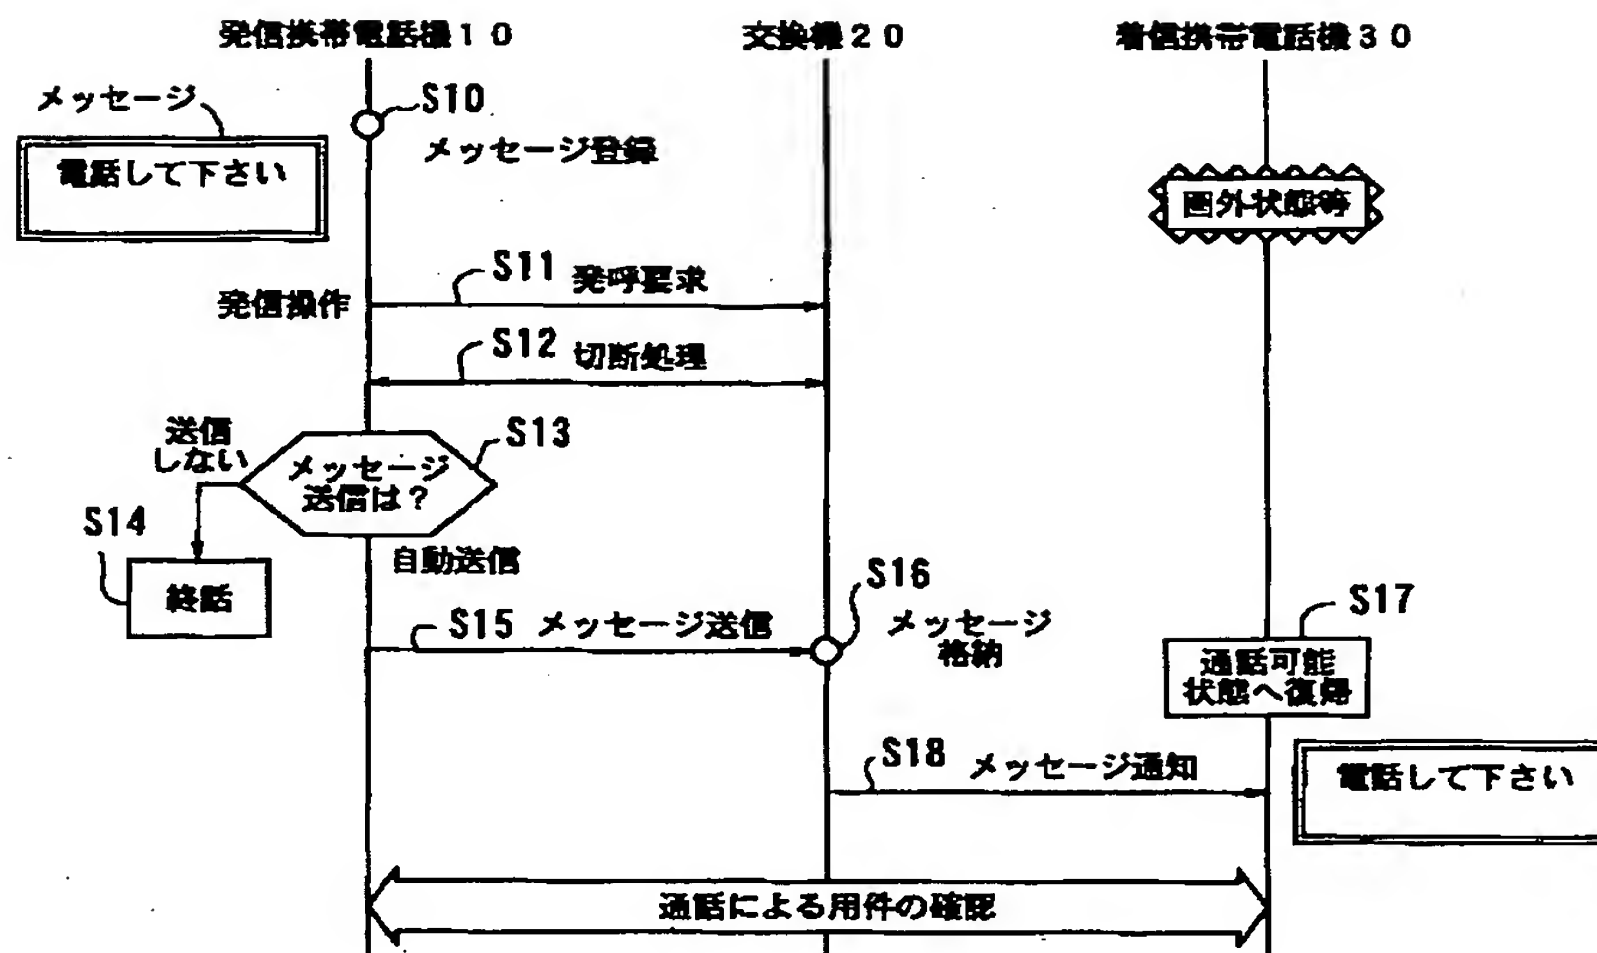 発信携帯電話機10
交換機20
着信携帯電話機30
メッセージ
S10
メッセージ登録
電話して下さい
圏外状態等
S11 発呼要求
発信操作
S12 切断処理
送信
しない
S13
メッセージ
送信は?
S14
終話
自動送信
S15 メッセージ送信
S16
メッセージ
格納
S17
通話可能
状態へ復帰
S18 メッセージ通知
電話して下さい
通話による用件の確認